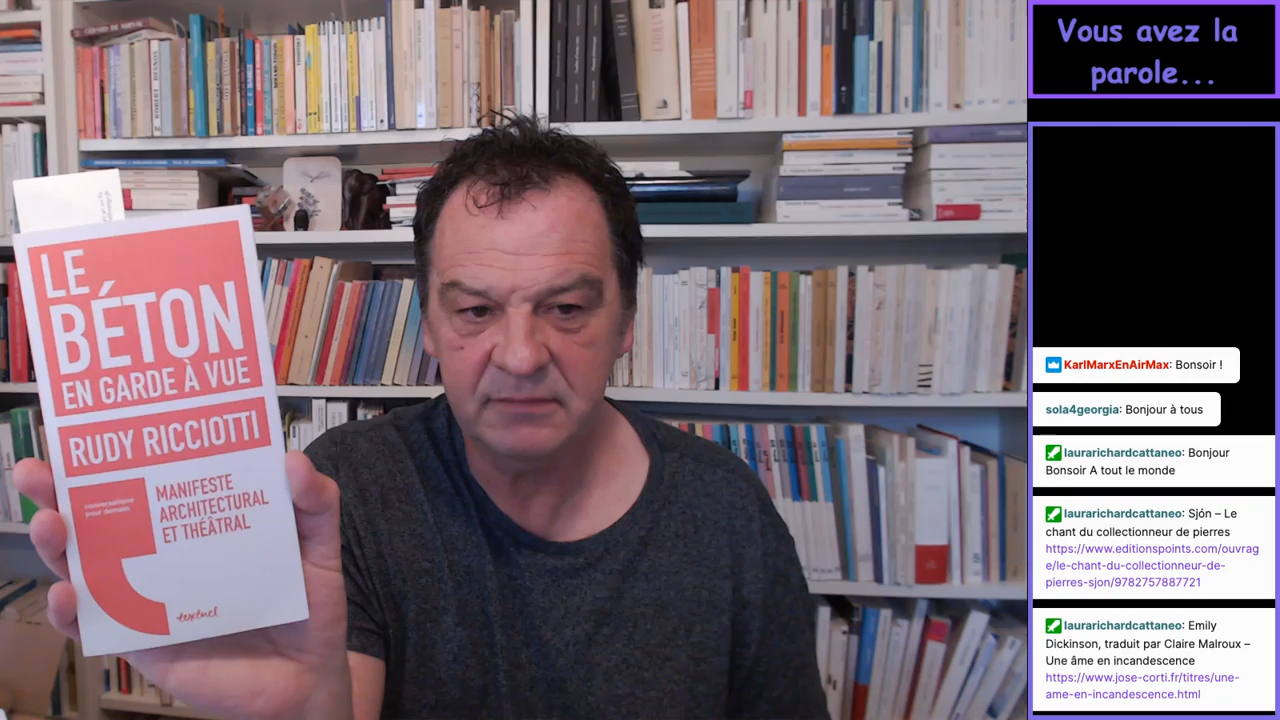 LE
BÉTON
EN GARDE À VUE
RUDY RICCIOTTI
conversations
pour demain
MANIFESTE
ARCHITECTURAL
ET THÉÂTRAL
textuel
Vous avez la
parole...
KarlMarxEnAirMax: Bonsoir !
sola4georgia: Bonjour à tous
laurarichardcattaneo: Bonjour
Bonsoir A tout le monde
laurarichardcattaneo: Sjón – Le
chant du collectionneur de pierres
https://www.editionspoints.com/ouvrag
e/le-chant-du-collectionneur-de-
pierres-sjon/9782757887721
laurarichardcattaneo: Emily
Dickinson, traduit par Claire Malroux –
Une âme en incandescence
https://www.jose-corti.fr/titres/une-
ame-en-incandescence.html